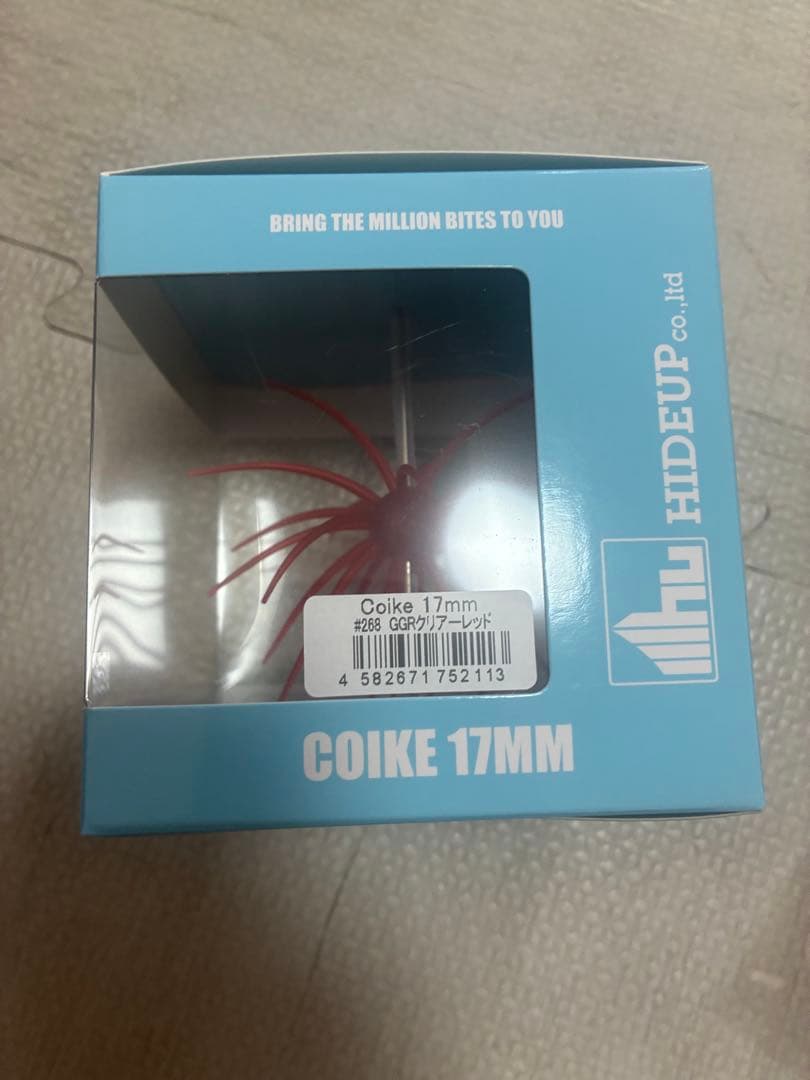 BRING THE MILLION BITES TO YOU
HIDEUP co.,ltd
hu
Coike 17mm
#268 GGRクリアーレッド
4 582671 752113
COIKE 17MM